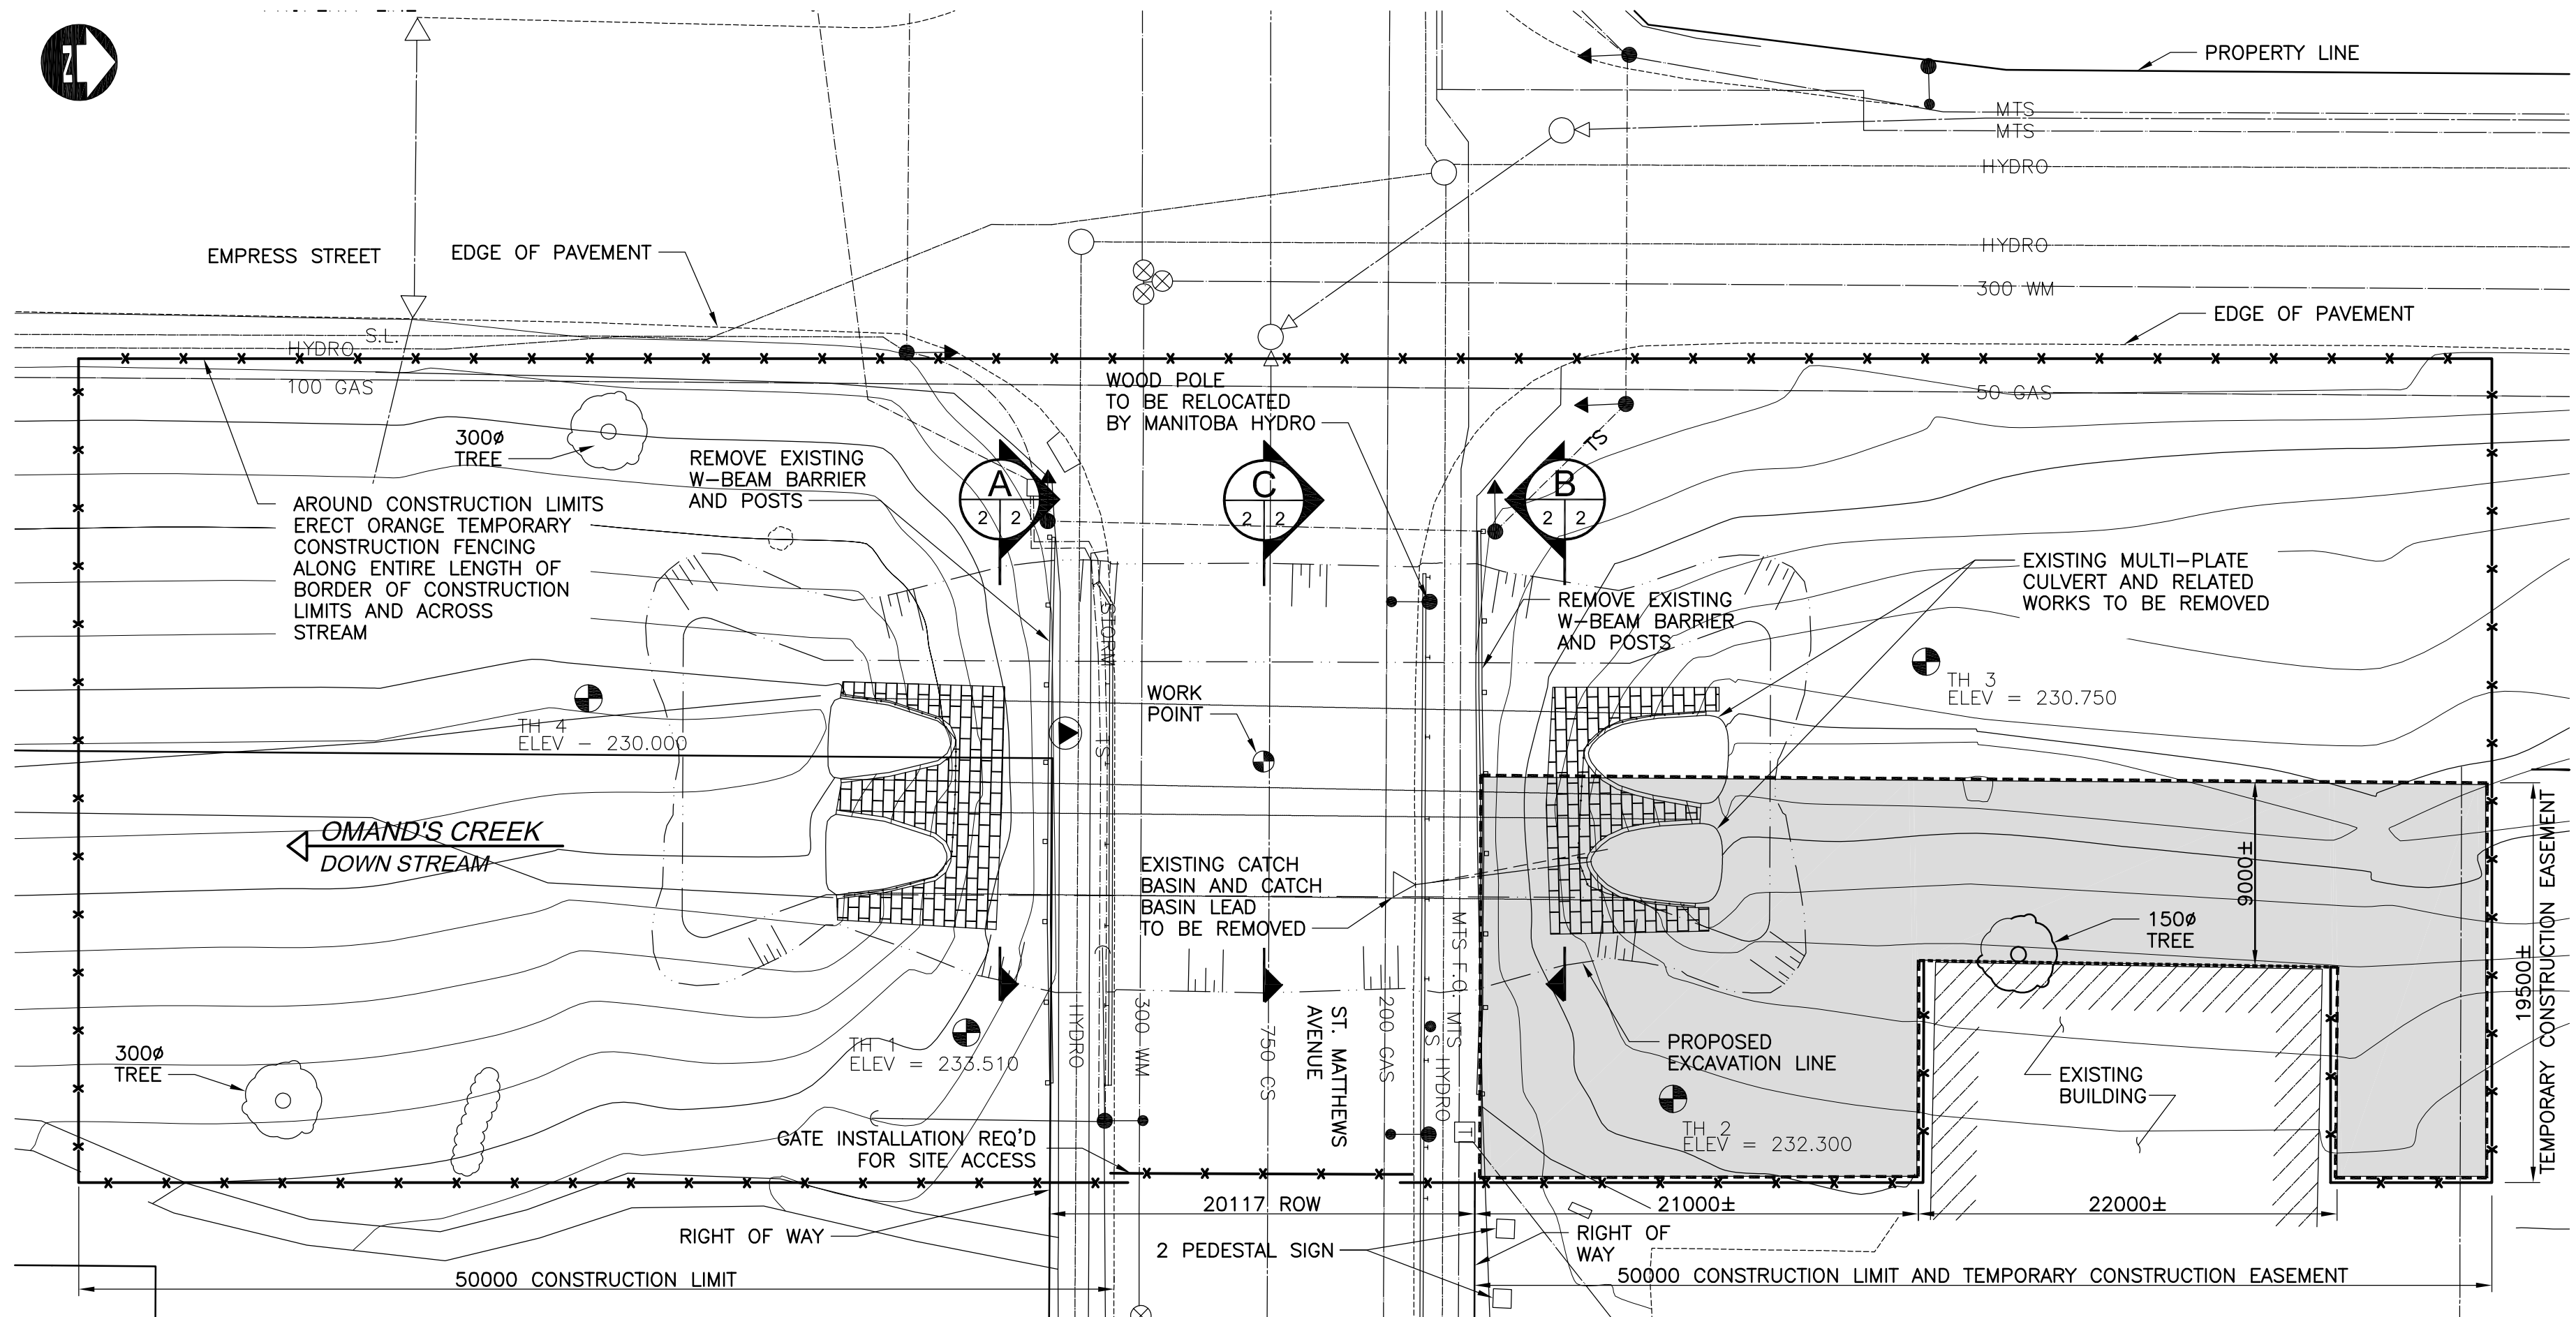 N
PROPERTY LINE
MTS
MTS
HYDRO
EMPRESS STREET
EDGE OF PAVEMENT
HYDRO
300 WM
EDGE OF PAVEMENT
S.L.
HYDRO
100 GAS
50 GAS
WOOD POLE
TO BE RELOCATED
BY MANITOBA HYDRO
300ø
TREE
REMOVE EXISTING
W-BEAM BARRIER
AND POSTS
TS
A
2 2
C
2 2
B
2 2
AROUND CONSTRUCTION LIMITS
ERECT ORANGE TEMPORARY
CONSTRUCTION FENCING
ALONG ENTIRE LENGTH OF
BORDER OF CONSTRUCTION
LIMITS AND ACROSS
STREAM
EXISTING MULTI-PLATE
CULVERT AND RELATED
WORKS TO BE REMOVED
REMOVE EXISTING
W-BEAM BARRIER
AND POSTS
STORM
TS
WORK
POINT
TH 3
ELEV = 230.750
TH 4
ELEV - 230.000
OMAND'S CREEK
DOWN STREAM
EXISTING CATCH
BASIN AND CATCH
BASIN LEAD
TO BE REMOVED
9000±
150ø
TREE
19500±
TEMPORARY CONSTRUCTION EASEMENT
MTS F.O. MTS
HYDRO
300 WM
750 CS
ST. MATTHEWS
AVENUE
200 GAS
S
HYDRO
TH 1
ELEV = 233.510
300ø
TREE
PROPOSED
EXCAVATION LINE
EXISTING
BUILDING
T
TH 2
ELEV = 232.300
GATE INSTALLATION REQ'D
FOR SITE ACCESS
20117 ROW
21000±
22000±
RIGHT OF WAY
2 PEDESTAL SIGN
RIGHT OF
WAY
50000 CONSTRUCTION LIMIT
50000 CONSTRUCTION LIMIT AND TEMPORARY CONSTRUCTION EASEMENT